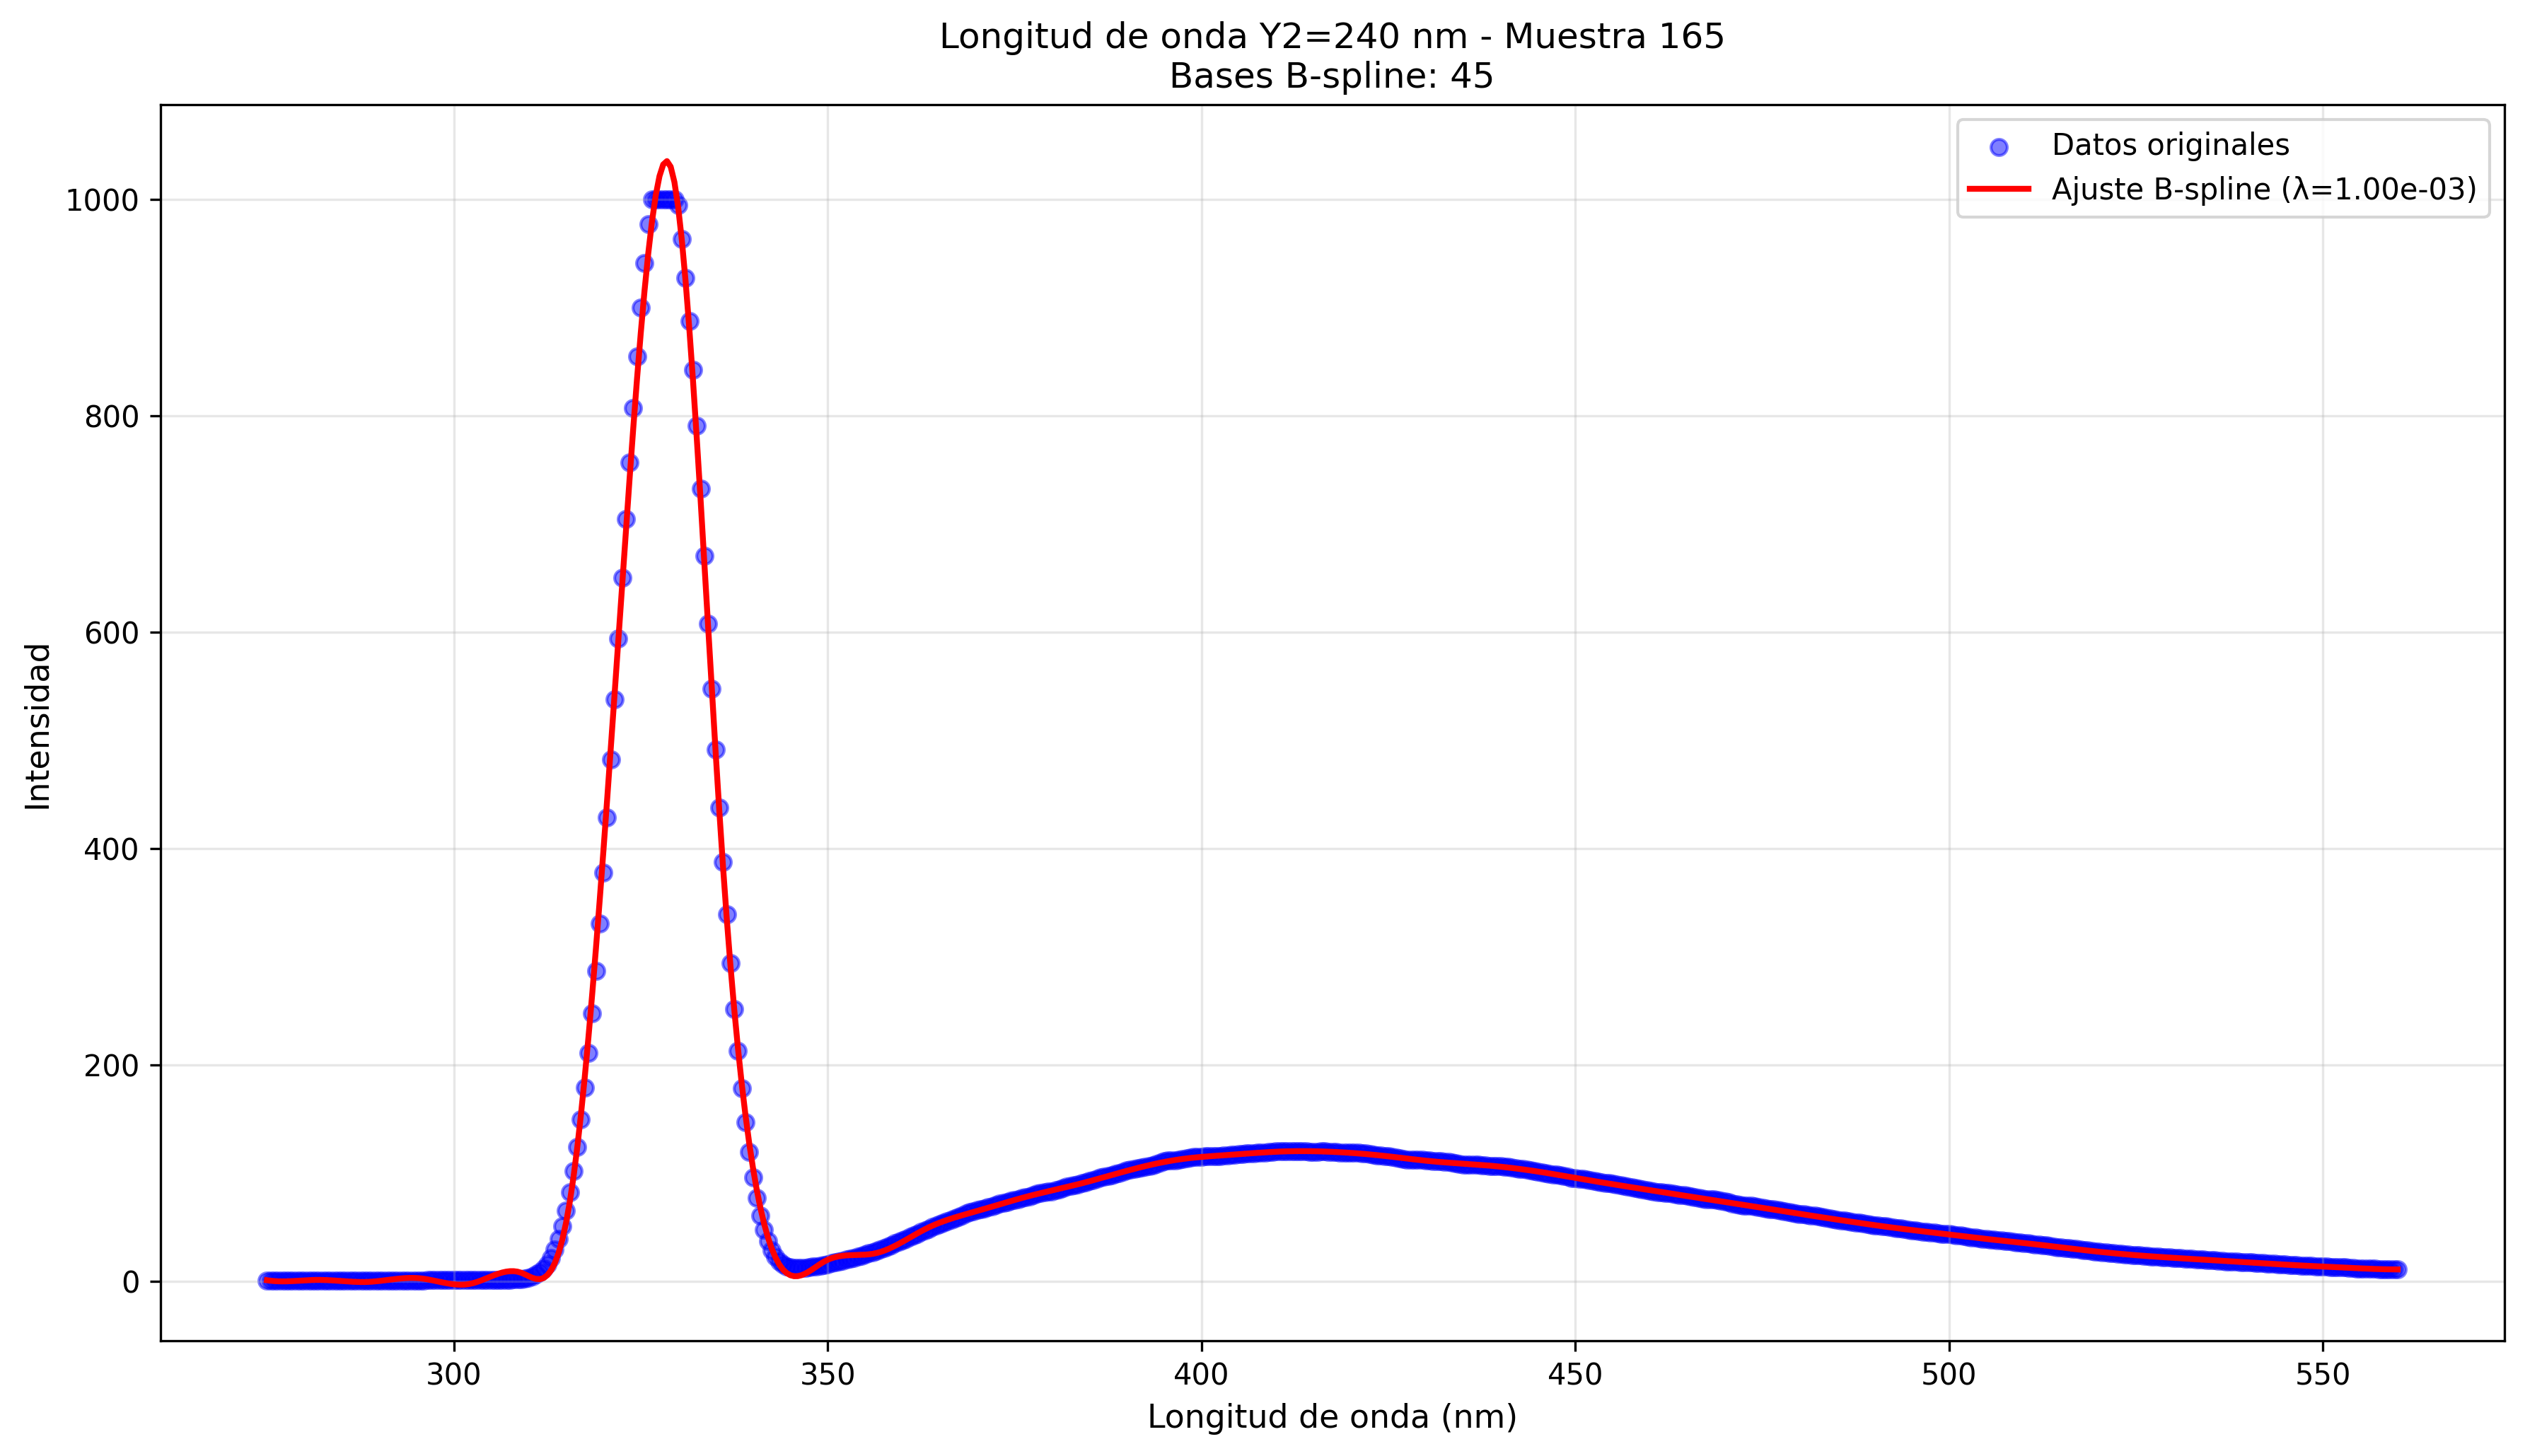 Longitud de onda Y2=240 nm - Muestra 165
Bases B-spline: 45
Datos originales
Ajuste B-spline (λ=1.00e-03)
Intensidad
1000
800
600
400
200
0
300 350 400 450 500 550
Longitud de onda (nm)